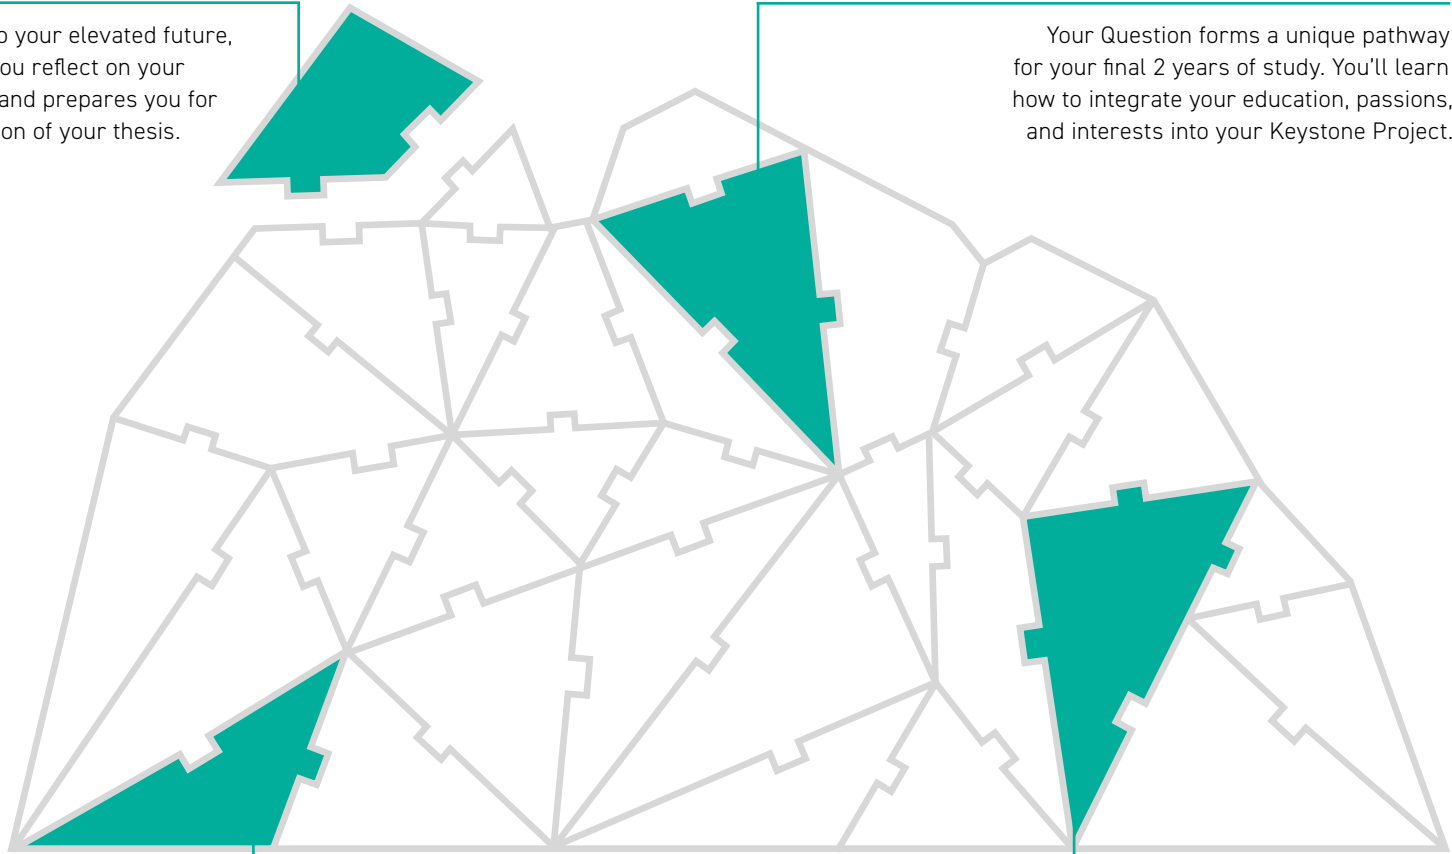 your elevated future,
ou reflect on your
and prepares you for
on of your thesis.
Your Question forms a unique pathway
for your final 2 years of study. You'll learn
how to integrate your education, passions,
and interests into your Keystone Project.